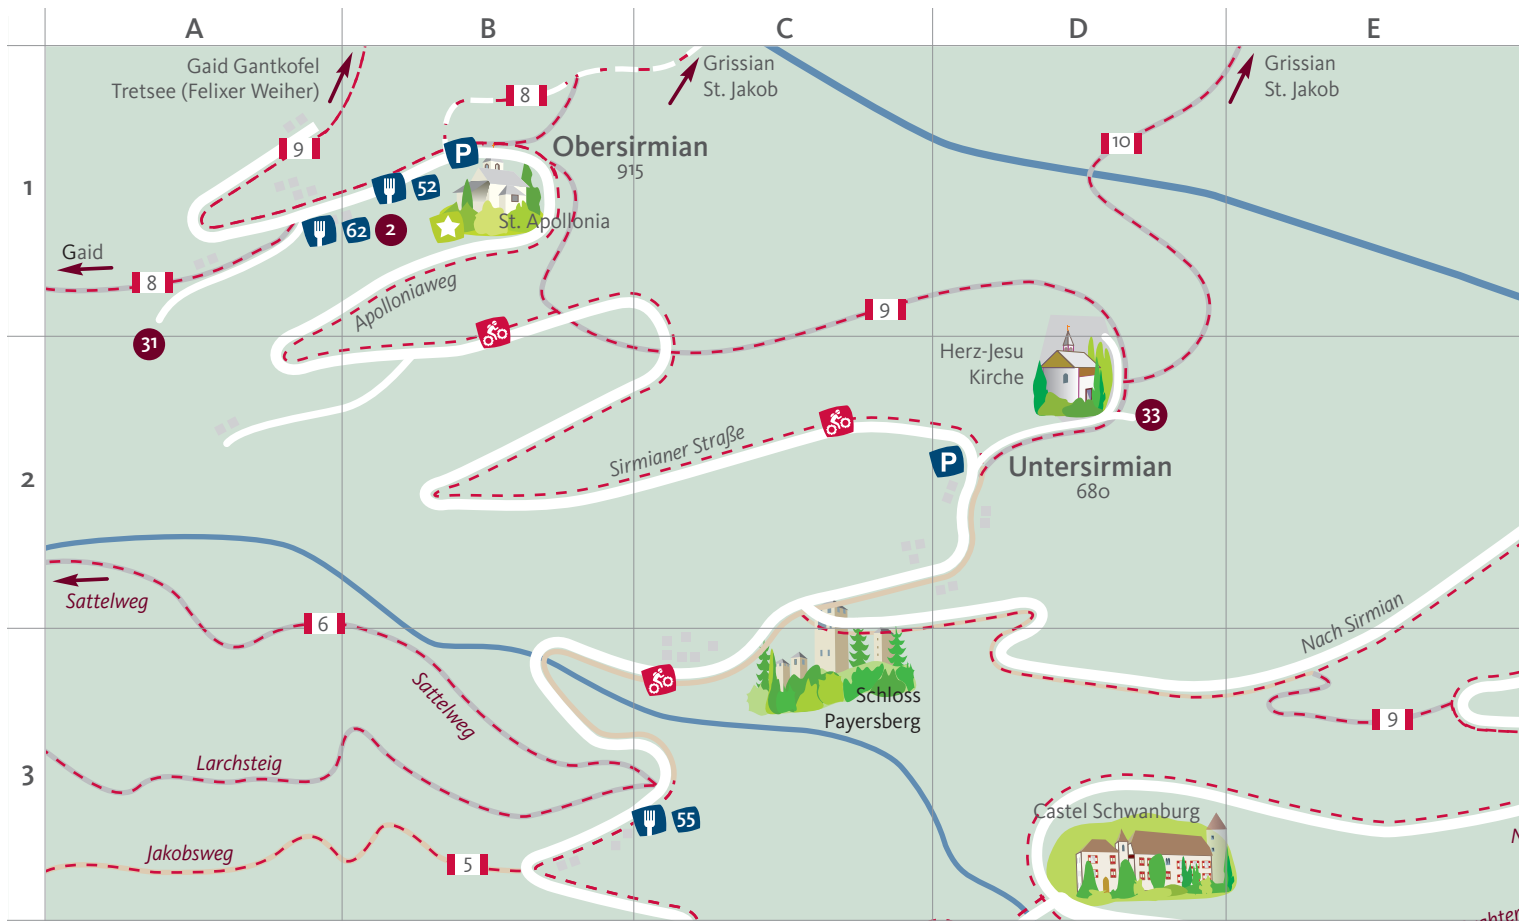 A
B
C
D
E
1
2
3
Gaid Gantkofel
Tretsee (Felixer Weiher)
Grissian
St. Jakob
Grissian
St. Jakob
8
9
10
P
Obersirmian
915
52
62
2
St. Apollonia
Gaid
8
Apolloniaweg
9
31
Herz-Jesu
Kirche
33
Sirmianer Straße
P
Untersirmian
680
Sattelweg
6
Nach Sirmian
Sattelweg
Schloss
Payersberg
9
Larchsteig
55
Castel Schwanburg
Jakobsweg
5